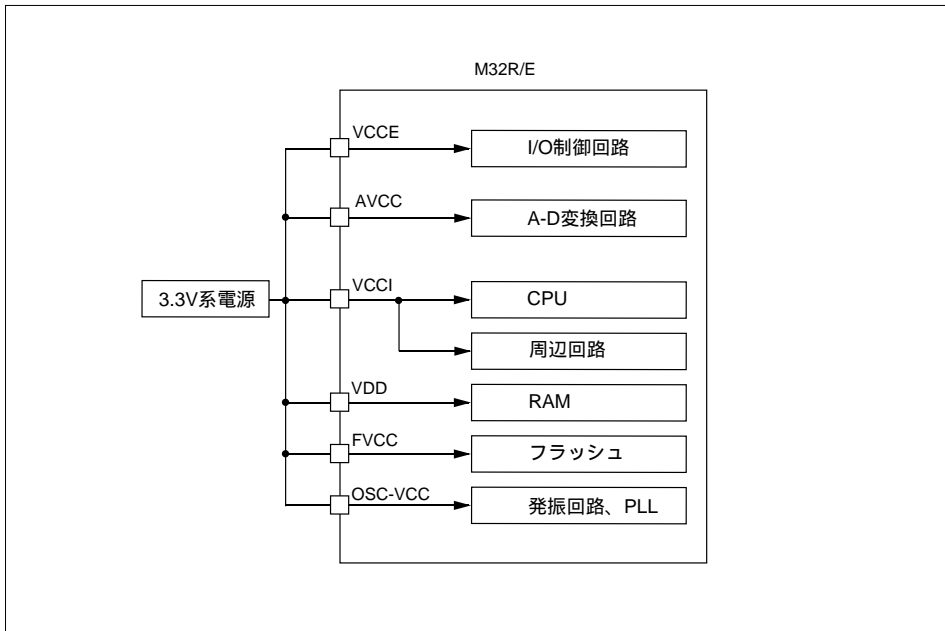 M32R/E
VCCE
I/O制御回路
AVCC
A-D変換回路
3.3V系電源
VCCI
CPU
周辺回路
VDD
RAM
FVCC
フラッシュ
OSC-VCC
発振回路、PLL